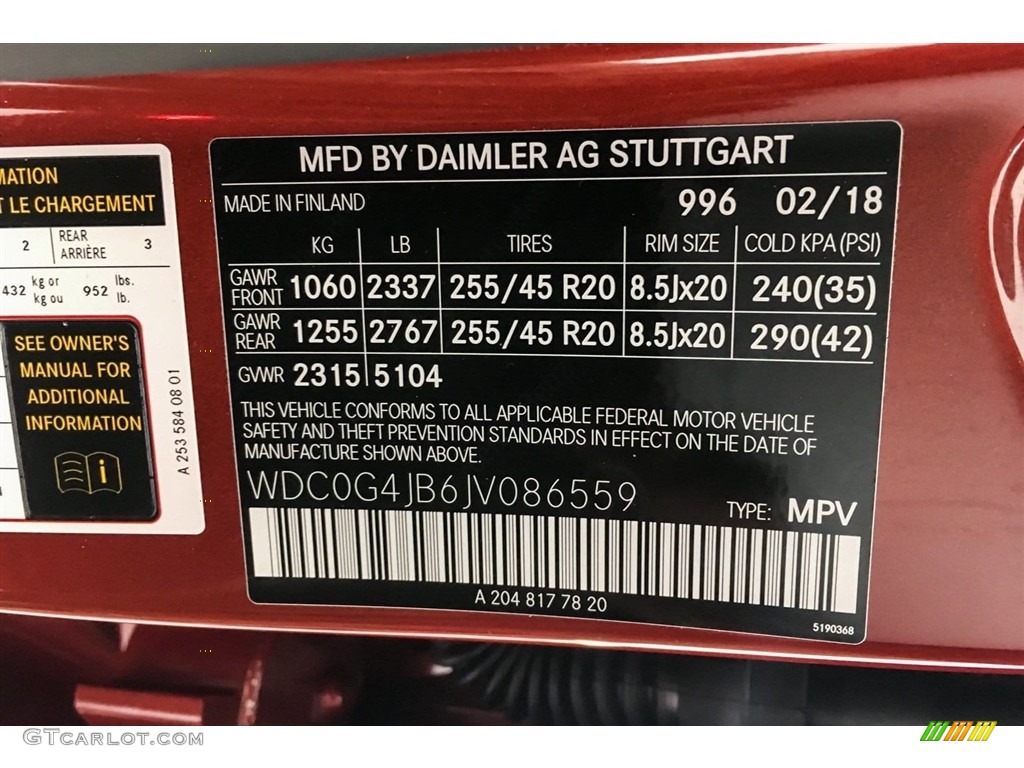 MATION
T LE CHARGEMENT
2 REAR ARRIÈRE 3
432 kg or kg ou 952 lbs. lb.
SEE OWNER'S
MANUAL FOR
ADDITIONAL
INFORMATION
i
A 253 584 08 01
MFD BY DAIMLER AG STUTTGART
MADE IN FINLAND 996 02/18
KG LB TIRES RIM SIZE COLD KPA (PSI)
GAWR FRONT 1060 2337 255/45 R20 8.5Jx20 240(35)
GAWR REAR 1255 2767 255/45 R20 8.5Jx20 290(42)
GVWR 2315 5104
THIS VEHICLE CONFORMS TO ALL APPLICABLE FEDERAL MOTOR VEHICLE
SAFETY AND THEFT PREVENTION STANDARDS IN EFFECT ON THE DATE OF
MANUFACTURE SHOWN ABOVE.
WDC0G4JB6JV086559 TYPE: MPV
A 204 817 78 20
5190368
GTCarlot.com